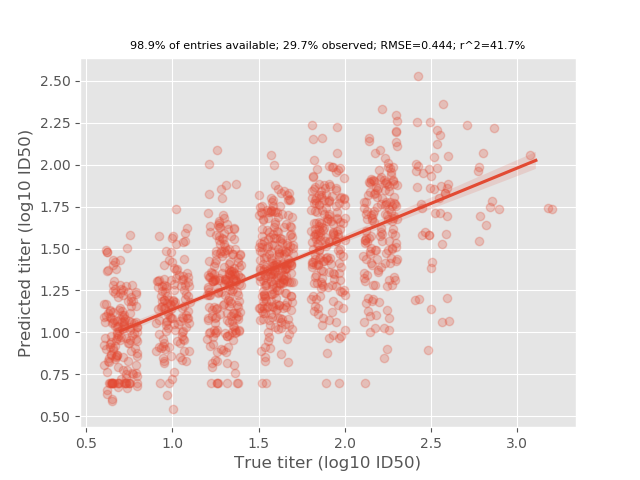 98.9% of entries available; 29.7% observed; RMSE=0.444; r^2=41.7%
Predicted titer (log10 ID50)
2.50
2.25
2.00
1.75
1.50
1.25
1.00
0.75
0.50
0.5 1.0 1.5 2.0 2.5 3.0
True titer (log10 ID50)